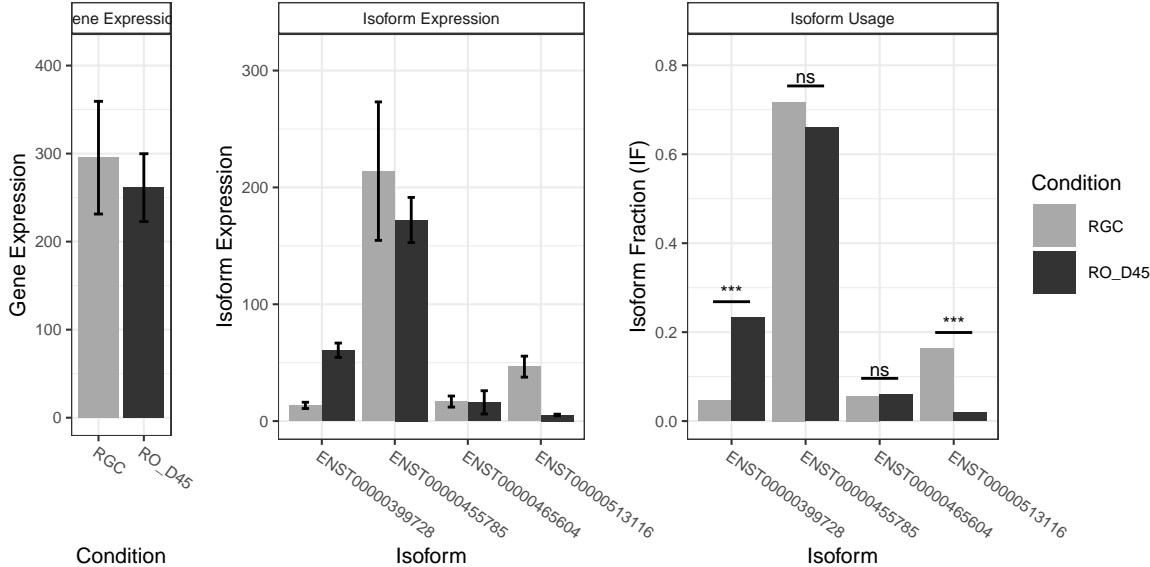 ene Expressio
Gene Expression
400
300
200
100
0
RGC
RO_D45
Condition
Isoform Expression
Isoform Expression
300
200
100
0
ENST00000399728
ENST00000455785
ENST00000465604
ENST00000513116
Isoform
Isoform Usage
Isoform Fraction (IF)
0.8
0.6
0.4
0.2
0.0
***
ns
ns
***
ENST00000399728
ENST00000455785
ENST00000465604
ENST00000513116
Isoform
Condition
RGC
RO_D45